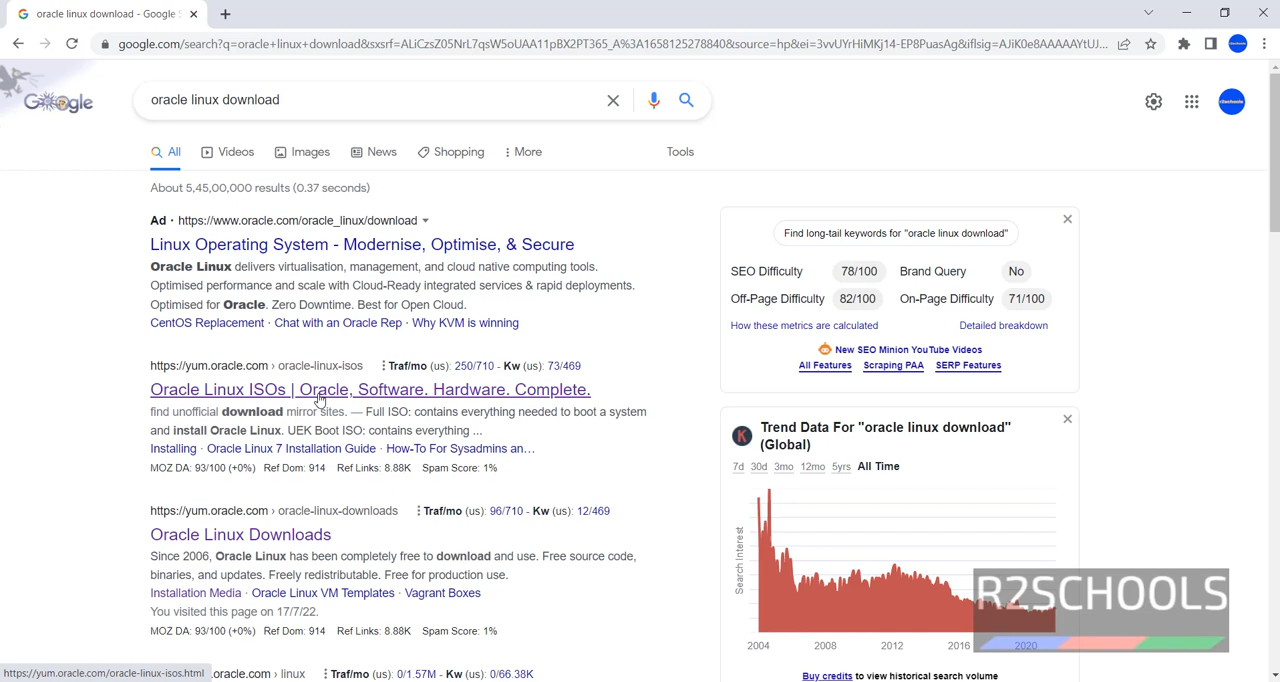 oracle linux download - Google S
google.com/search?q=oracle+linux+download&sxsrf=ALiCzsZ05NrL7qsW5sUAA11pBX2PT365_A%3A1658125278840&source=hp&ei=3vvUYrHiMKj14-EP8PuasAg&iflsig=AJiK0e8AAAAAYtUJ...
Google
oracle linux download
r2schools
All Videos Images News Shopping More Tools
About 5,45,00,000 results (0.37 seconds)
Ad · https://www.oracle.com/oracle_linux/download
Linux Operating System - Modernise, Optimise, & Secure
Oracle Linux delivers virtualisation, management, and cloud native computing tools.
Optimised performance and scale with Cloud-Ready integrated services & rapid deployments.
Optimised for Oracle. Zero Downtime. Best for Open Cloud.
CentOS Replacement · Chat with an Oracle Rep · Why KVM is winning
https://yum.oracle.com › oracle-linux-isos Traf/mo (us): 250/710 - Kw (us): 73/469
Oracle Linux ISOs | Oracle, Software. Hardware. Complete.
find unofficial download mirror sites. — Full ISO: contains everything needed to boot a system
and install Oracle Linux. UEK Boot ISO: contains everything ...
Installing · Oracle Linux 7 Installation Guide · How-To For Sysadmins an...
MOZ DA: 93/100 (+0%) Ref Dom: 914 Ref Links: 8.88K Spam Score: 1%
https://yum.oracle.com › oracle-linux-downloads Traf/mo (us): 96/710 - Kw (us): 12/469
Oracle Linux Downloads
Since 2006, Oracle Linux has been completely free to download and use. Free source code,
binaries, and updates. Freely redistributable. Free for production use.
Installation Media · Oracle Linux VM Templates · Vagrant Boxes
You visited this page on 17/7/22.
MOZ DA: 93/100 (+0%) Ref Dom: 914 Ref Links: 8.88K Spam Score: 1%
https://yum.oracle.com/oracle-linux-isos.html .oracle.com › linux Traf/mo (us): 0/1.57M - Kw (us): 0/66.38K
Find long-tail keywords for "oracle linux download"
SEO Difficulty 78/100 Brand Query No
Off-Page Difficulty 82/100 On-Page Difficulty 71/100
How these metrics are calculated Detailed breakdown
New SEO Minion YouTube Videos
All Features Scraping PAA SERP Features
K
Trend Data For "oracle linux download"
(Global)
7d 30d 3mo 12mo 5yrs All Time
Search Interest
2004 2008 2012 2016 2020
R2SCHOOLS
Buy credits to view historical search volume